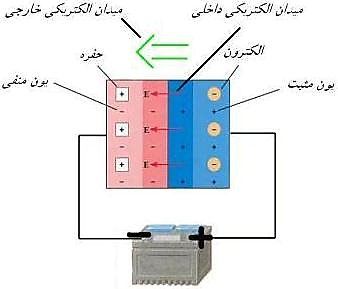 میدان الکتریکی داخلی
میدان الکتریکی خارجی
الکترون
حفره
یون مثبت
یون منفی
+ E −
+ − − + +
+ E −
+ − − + +
+ E −
+ − − + +